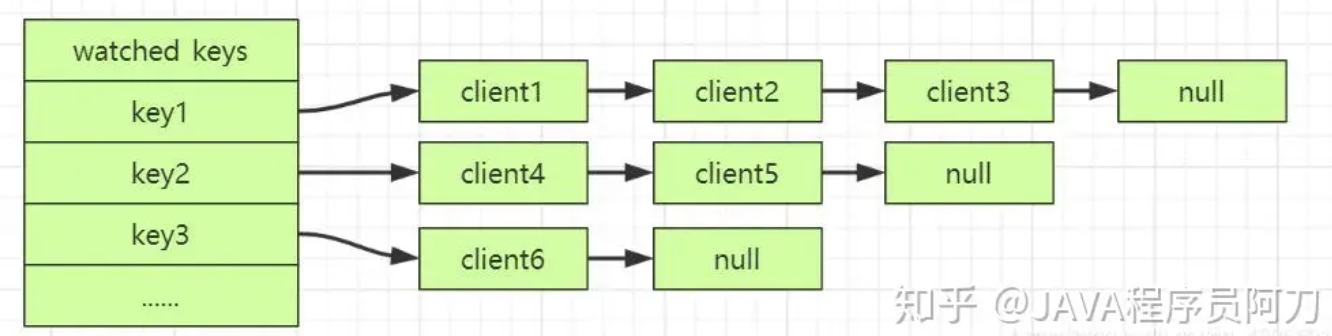 watched keys
key1
client1
client2
client3
null
key2
client4
client5
null
key3
client6
null
......
知乎 @JAVA程序员阿刀